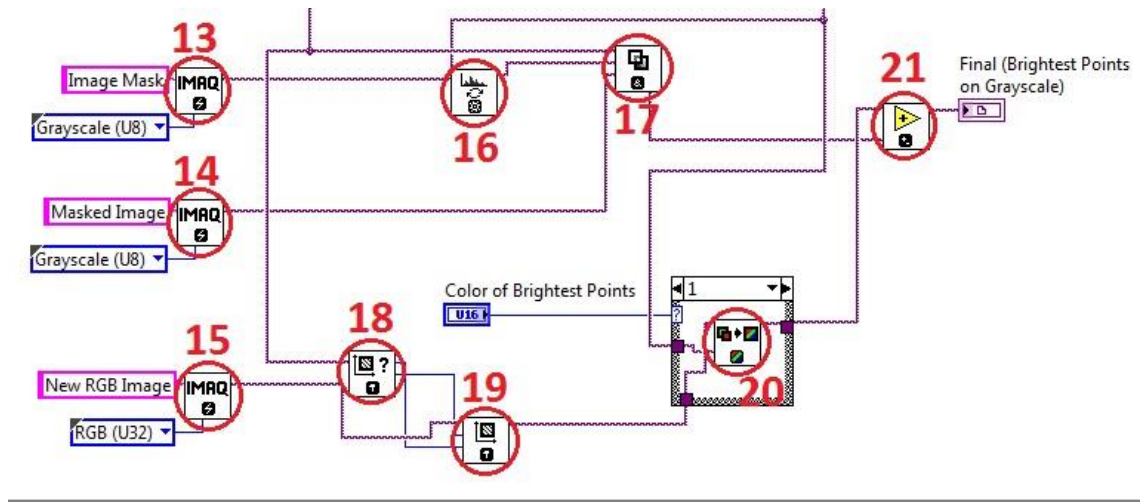 13
Image Mask
IMAQ
Grayscale (U8)
16
17
21
Final (Brightest Points
on Grayscale)
14
Masked Image
IMAQ
Grayscale (U8)
Color of Brightest Points
U16
1
?
18
?
15
New RGB Image
IMAQ
RGB (U32)
19
20